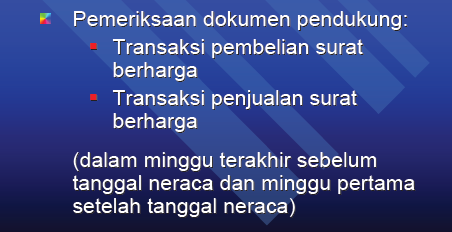 Pemeriksaan dokumen pendukung:
Transaksi pembelian surat
berharga
Transaksi penjualan surat
berharga
(dalam minggu terakhir sebelum
tanggal neraca dan minggu pertama
setelah tanggal neraca)